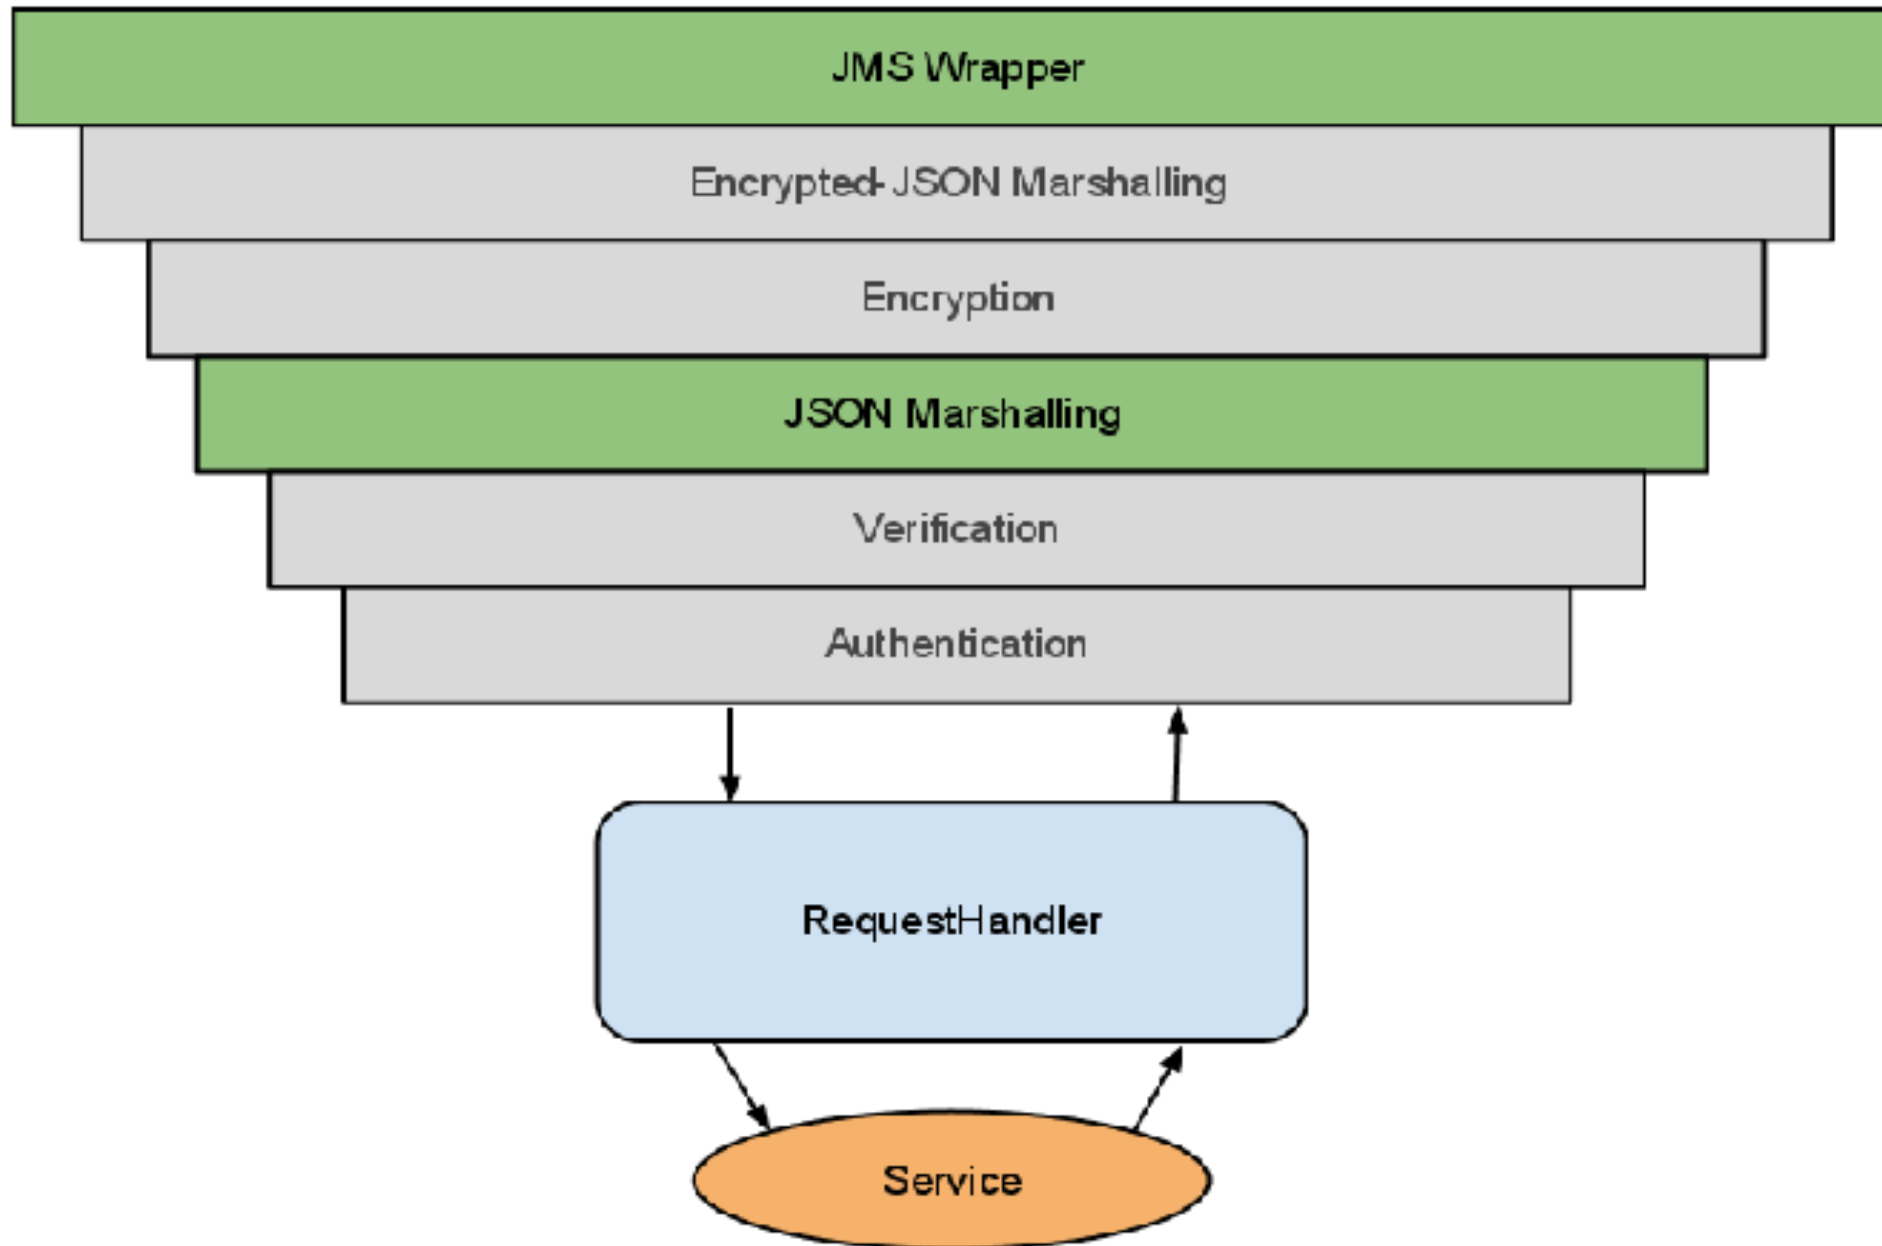 JMS Wrapper
Encrypted-JSON Marshalling
Encryption
JSON Marshalling
Verification
Authentication
RequestHandler
Service